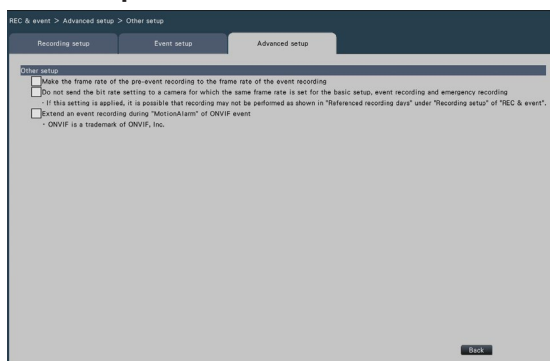 REC & event > Advanced setup > Other setup
Recording setup
Event setup
Advanced setup
Other setup
Make the frame rate of the pre-event recording to the frame rate of the event recording
Do not send the bit rate setting to a camera for which the same frame rate is set for the basic setup, event recording and emergency recording
・If this setting is applied, it is possible that recording may not be performed as shown in "Referenced recording days" under "Recording setup" of "REC & event".
Extend an event recording during "MotionAlarm" of ONVIF event
・ONVIF is a trademark of ONVIF, Inc.
Back